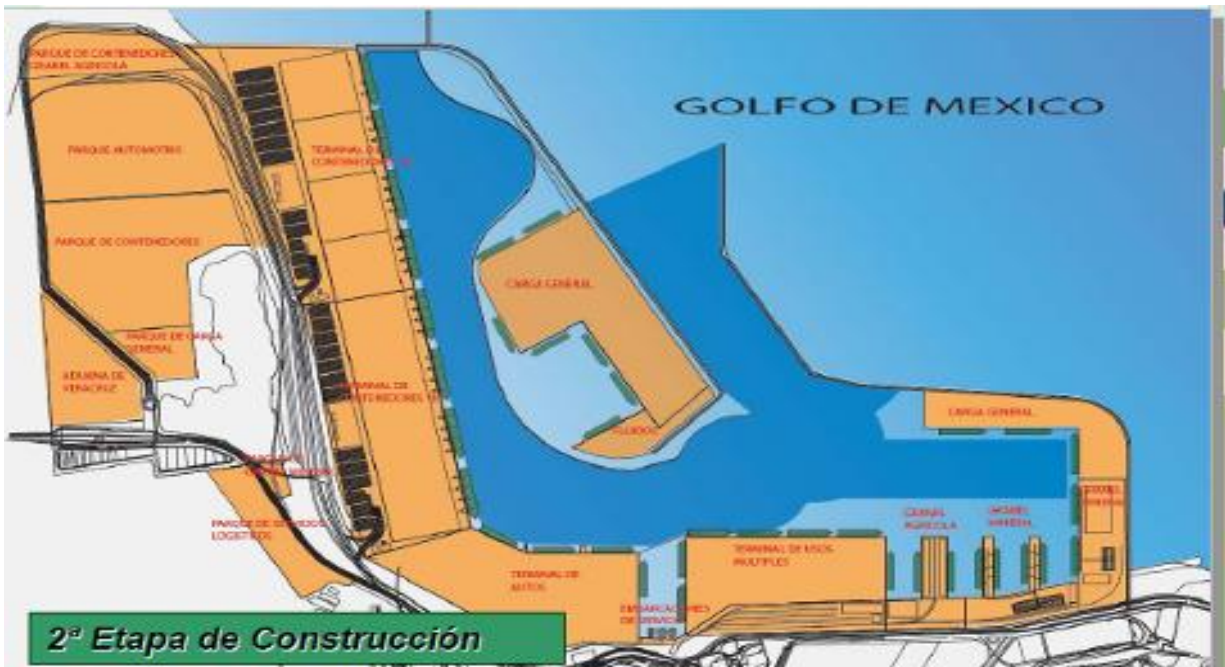 PARQUE DE CONTENEDORES
GRANEL AGRICOLA
GOLFO DE MEXICO
PARQUE AUTOMOTRIZ
TERMINAL DE
CONTENEDORES
PARQUE DE CONTENEDORES
CARGA GENERAL
PARQUE DE CARGA
GENERAL
ADUANA DE
VERACRUZ
TERMINAL DE
CONTENEDORES
CARGA GENERAL
FLUIDOS
PARQUE DE SERVICIOS
LOGISTICOS
GRANEL
AGRICOLA
GRANEL
MINERAL
GRANEL
MINERAL
TERMINAL DE USOS
MULTIPLES
TERMINAL DE
AUTOS
EMBARCACIONES
DE SERVICIO
2ª Etapa de Construcción